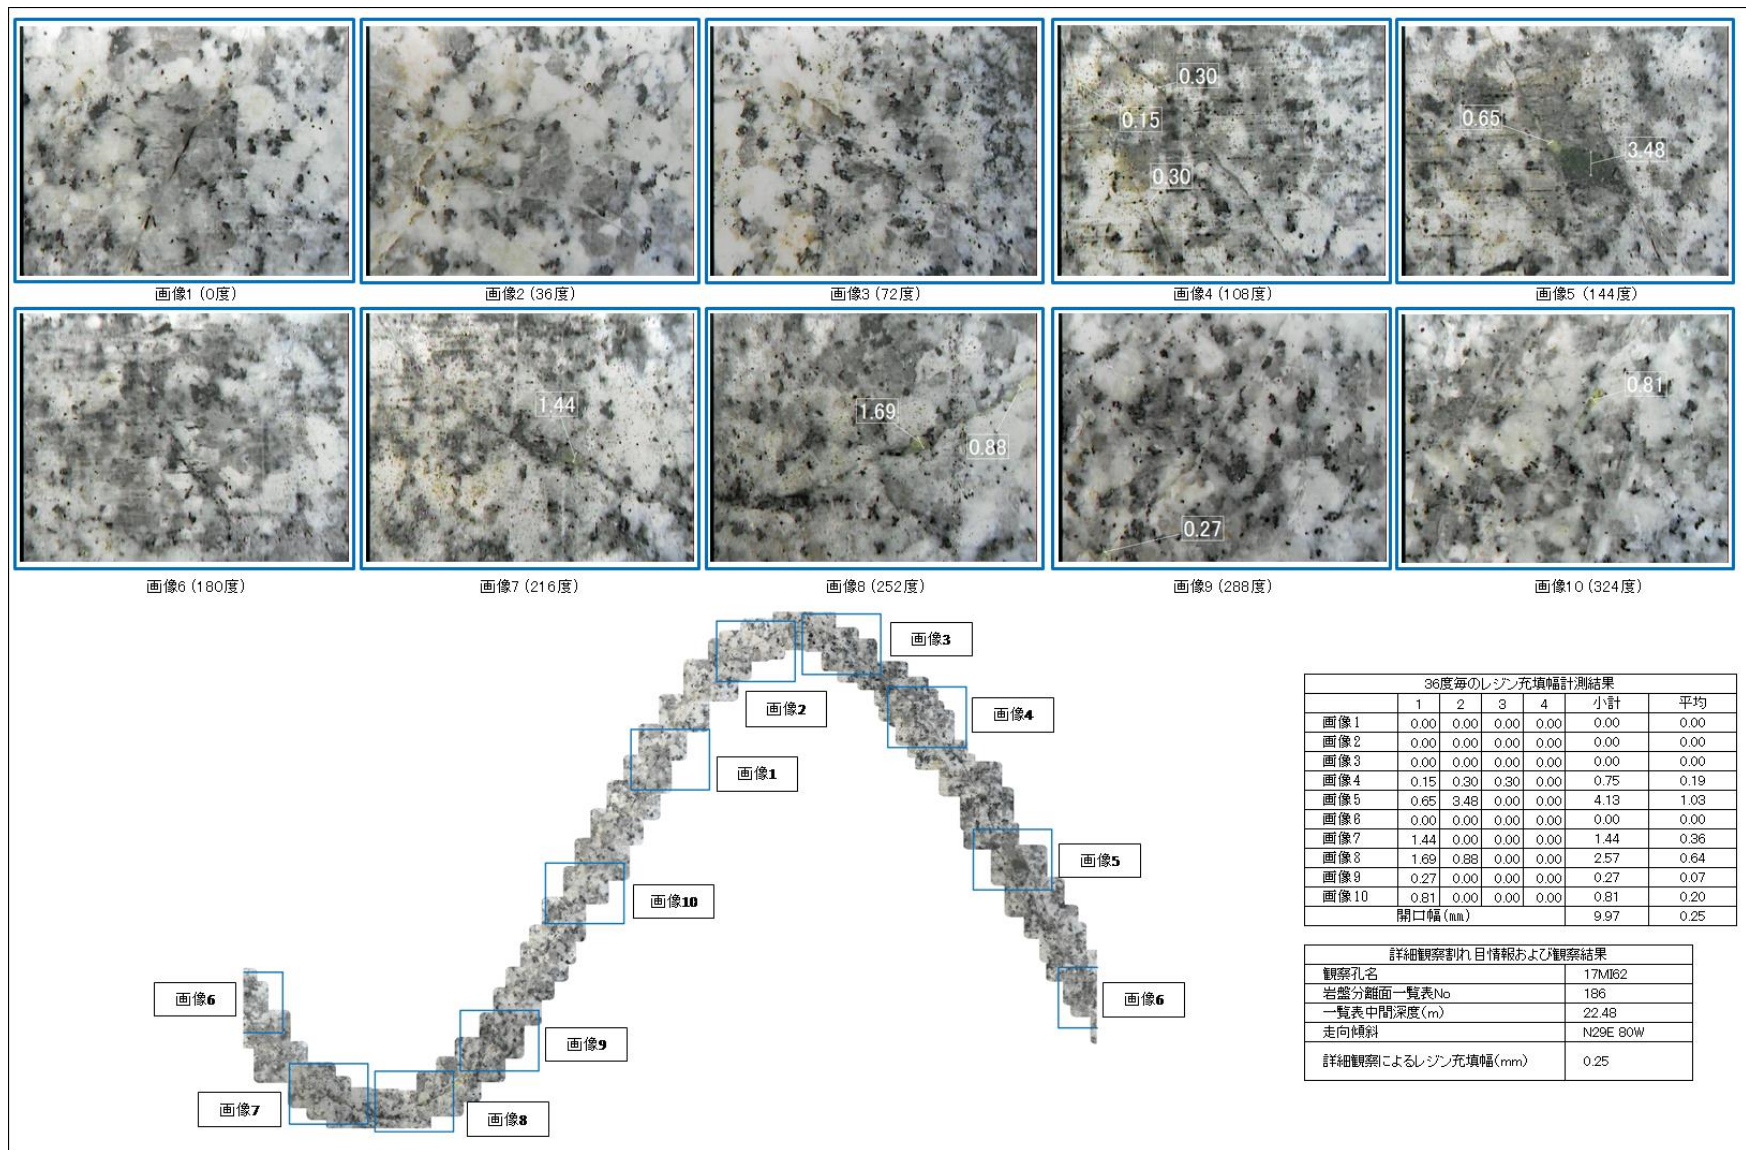 0.30
0.15
0.30
0.65
3.48
画像1 (0度)
画像2 (36度)
画像3 (72度)
画像4 (108度)
画像5 (144度)
1.44
1.69
0.88
0.27
0.81
画像6 (180度)
画像7 (216度)
画像8 (252度)
画像9 (288度)
画像10 (324度)
画像3
画像2
画像4
画像1
画像5
画像10
画像6
画像6
画像9
画像7
画像8
36度毎のレジン充填幅計測結果
1 2 3 4 小計 平均
画像1 0.00 0.00 0.00 0.00 0.00 0.00
画像2 0.00 0.00 0.00 0.00 0.00 0.00
画像3 0.00 0.00 0.00 0.00 0.00 0.00
画像4 0.15 0.30 0.30 0.00 0.75 0.19
画像5 0.65 3.48 0.00 0.00 4.13 1.03
画像6 0.00 0.00 0.00 0.00 0.00 0.00
画像7 1.44 0.00 0.00 0.00 1.44 0.36
画像8 1.69 0.88 0.00 0.00 2.57 0.64
画像9 0.27 0.00 0.00 0.00 0.27 0.07
画像10 0.81 0.00 0.00 0.00 0.81 0.20
開口幅(mm) 9.97 0.25
詳細観察割れ目情報および観察結果
観察孔名 17MI62
岩盤分離面一覧表No 186
一覧表中間深度(m) 22.48
走向傾斜 N29E 80W
詳細観察によるレジン充填幅(mm) 0.25